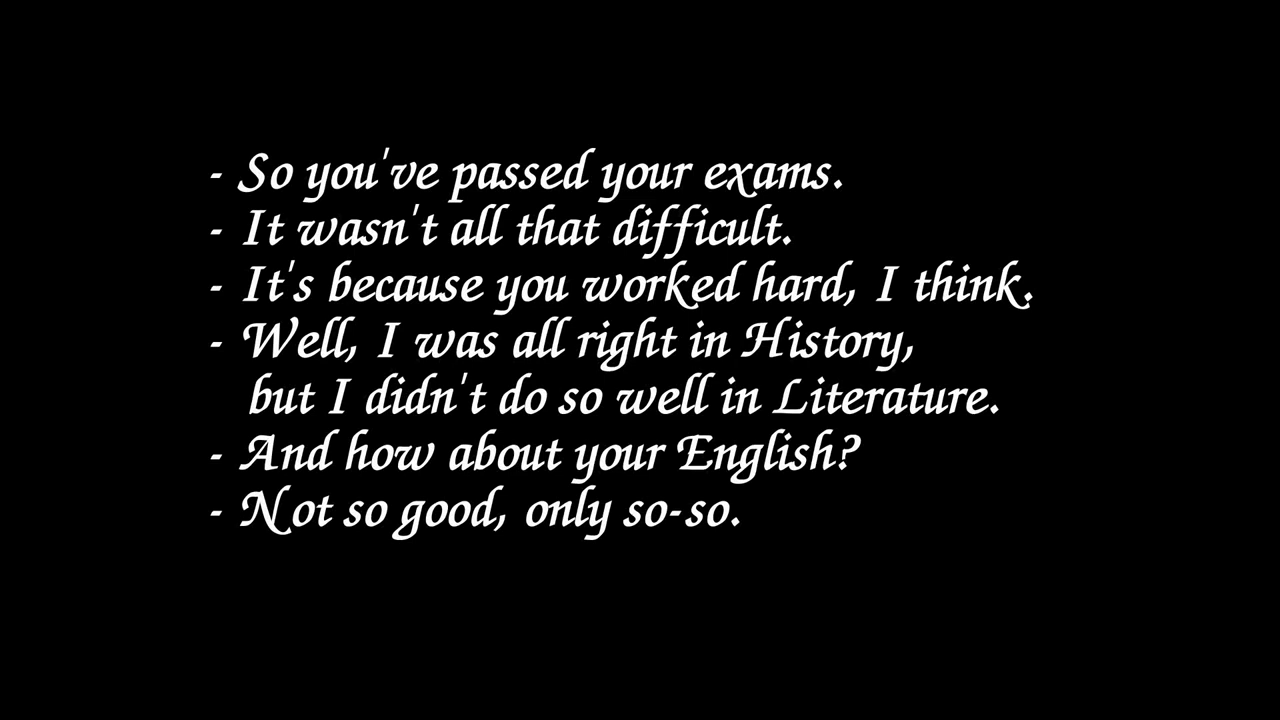 - So you've passed your exams.
- It wasn't all that difficult.
- It's because you worked hard, I think.
- Well, I was all right in History,
but I didn't do so well in Literature.
- And how about your English?
- Not so good, only so-so.